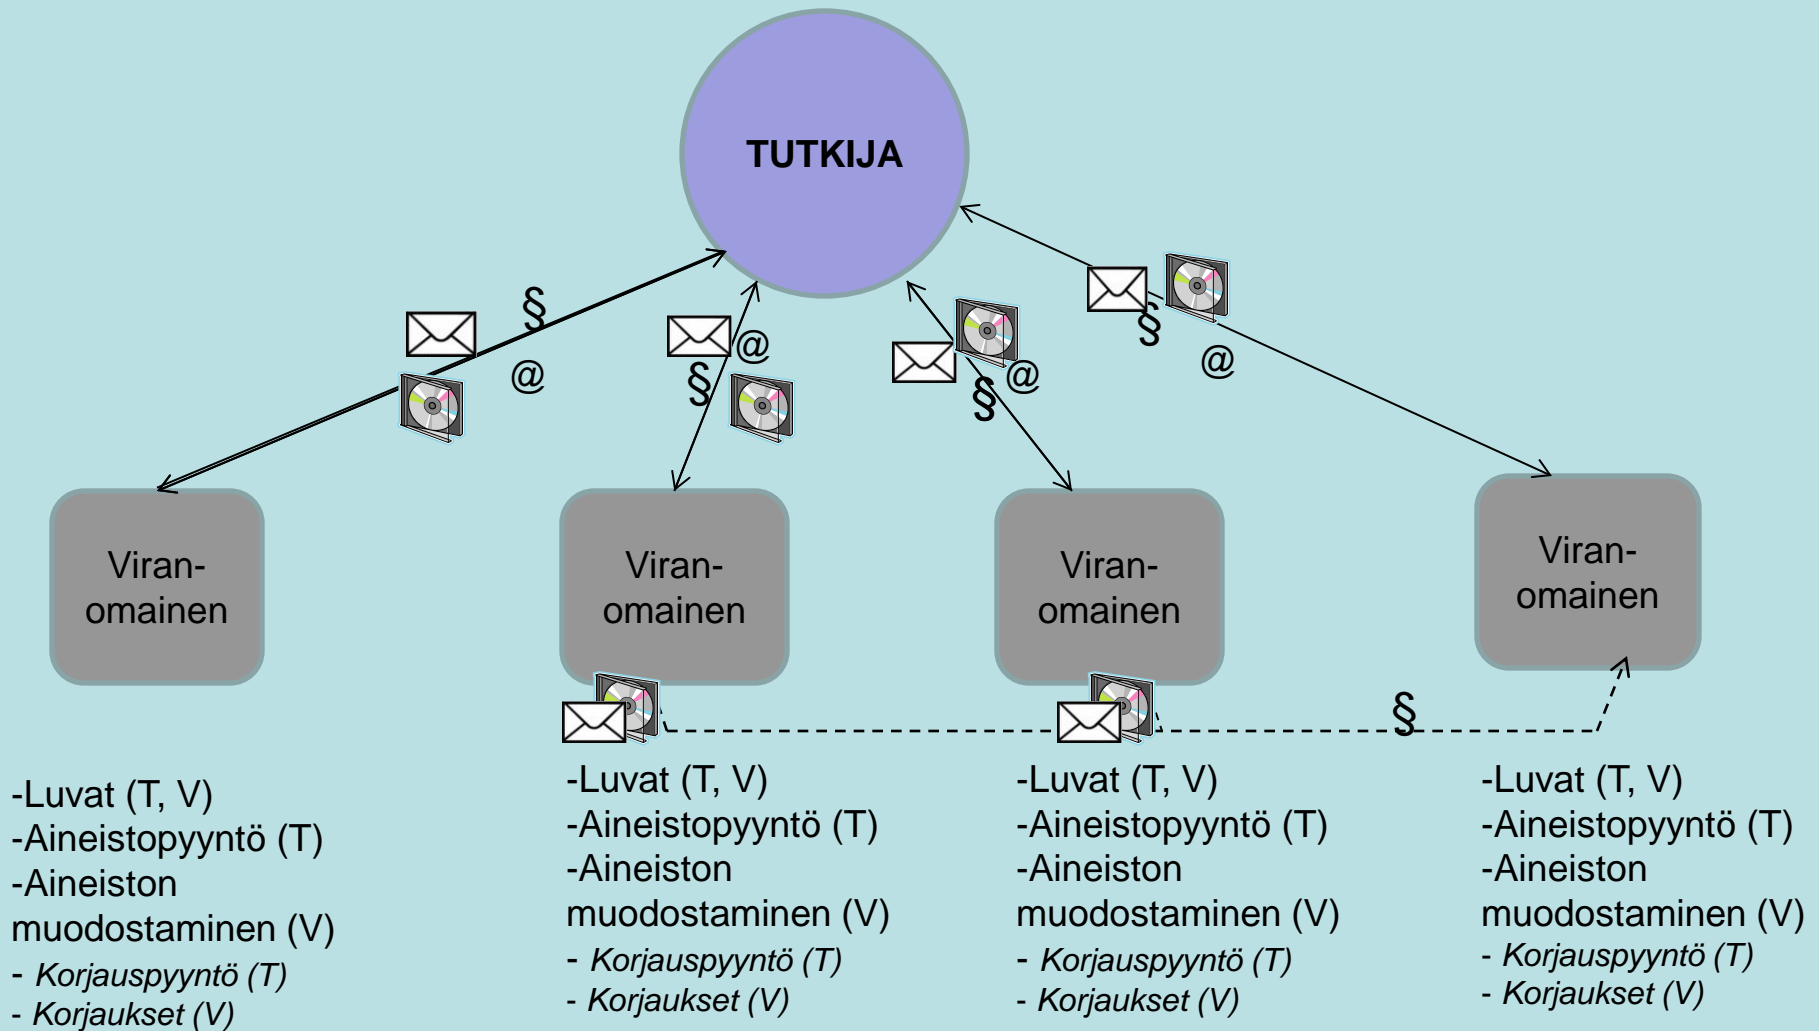 TUTKIJA
§
@
§
@
§
@
§
@
Viran-
omainen
Viran-
omainen
Viran-
omainen
Viran-
omainen
§
-Luvat (T, V)
-Aineistopyyntö (T)
-Aineiston
muodostaminen (V)
- Korjauspyyntö (T)
- Korjaukset (V)
-Luvat (T, V)
-Aineistopyyntö (T)
-Aineiston
muodostaminen (V)
- Korjauspyyntö (T)
- Korjaukset (V)
-Luvat (T, V)
-Aineistopyyntö (T)
-Aineiston
muodostaminen (V)
- Korjauspyyntö (T)
- Korjaukset (V)
-Luvat (T, V)
-Aineistopyyntö (T)
-Aineiston
muodostaminen (V)
- Korjauspyyntö (T)
- Korjaukset (V)